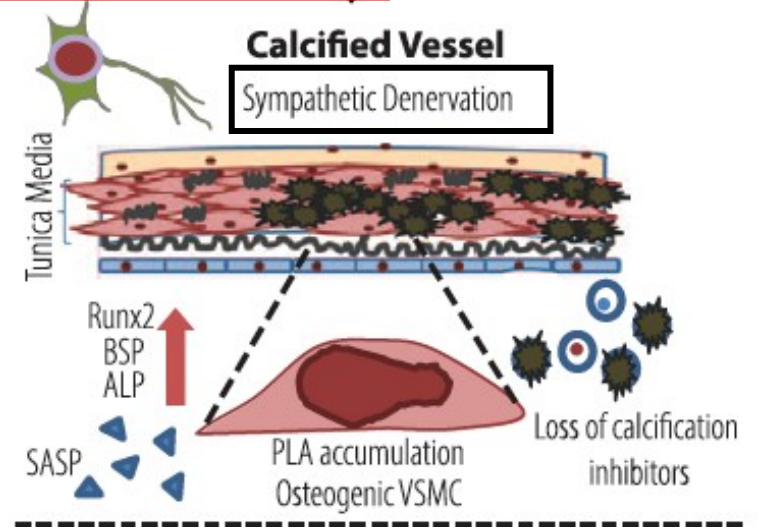 Calcified Vessel
Sympathetic Denervation
Tunica Media
Runx2
BSP
ALP
SASP
PLA accumulation
Osteogenic VSMC
Loss of calcification
inhibitors